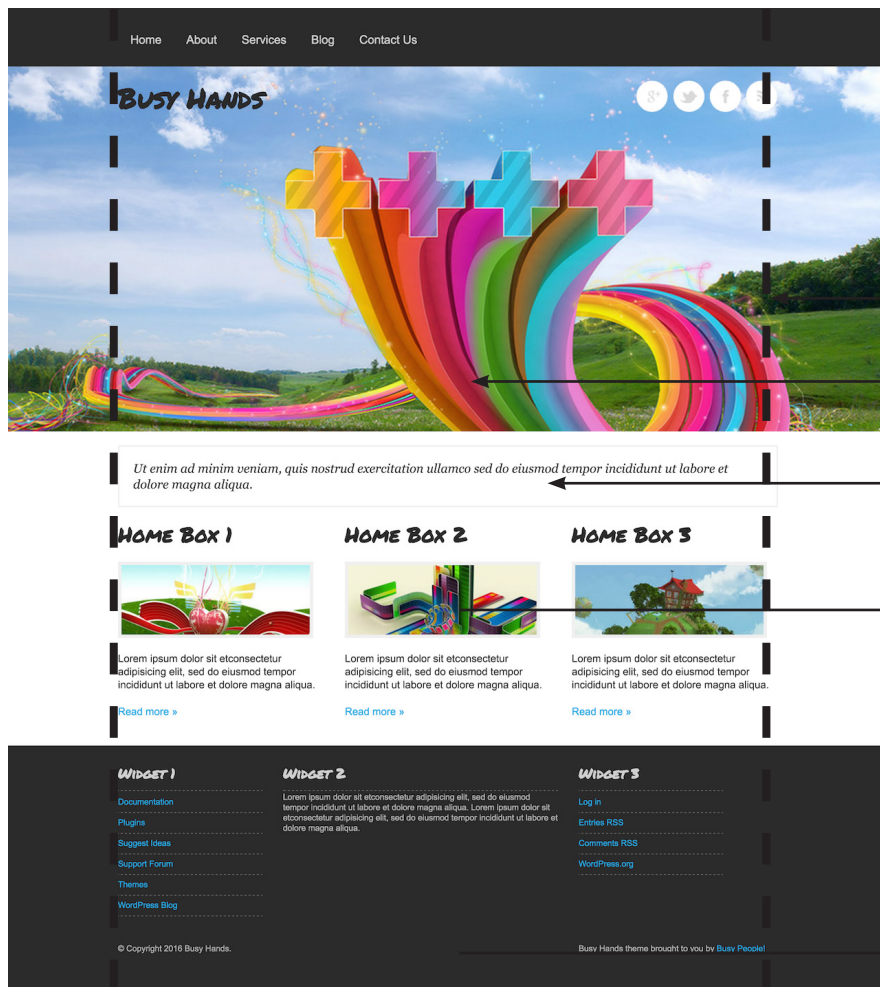 Home About Services Blog Contact Us
Busy Hands
g+ f
Ut enim ad minim veniam, quis nostrud exercitation ullamco sed do eiusmod tempor incididunt ut labore et
dolore magna aliqua.
Home Box 1
Home Box 2
Home Box 3
Lorem ipsum dolor sit etconsectetur
adipisicing elit, sed do eiusmod tempor
incididunt ut labore et dolore magna aliqua.
Read more »
Lorem ipsum dolor sit etconsectetur
adipisicing elit, sed do eiusmod tempor
incididunt ut labore et dolore magna aliqua.
Read more »
Lorem ipsum dolor sit etconsectetur
adipisicing elit, sed do eiusmod tempor
incididunt ut labore et dolore magna aliqua.
Read more »
Widget 1
Documentation
Plugins
Suggest Ideas
Support Forum
Themes
WordPress Blog
Widget 2
Lorem ipsum dolor sit etconsectetur adipisicing elit, sed do eiusmod
tempor incididunt ut labore et dolore magna aliqua. Lorem ipsum dolor sit
etconsectetur adipisicing elit, sed do eiusmod tempor incididunt ut labore et
dolore magna aliqua.
Widget 3
Log in
Entries RSS
Comments RSS
WordPress.org
© Copyright 2016 Busy Hands.
Busy Hands theme brought to you by Busy People!